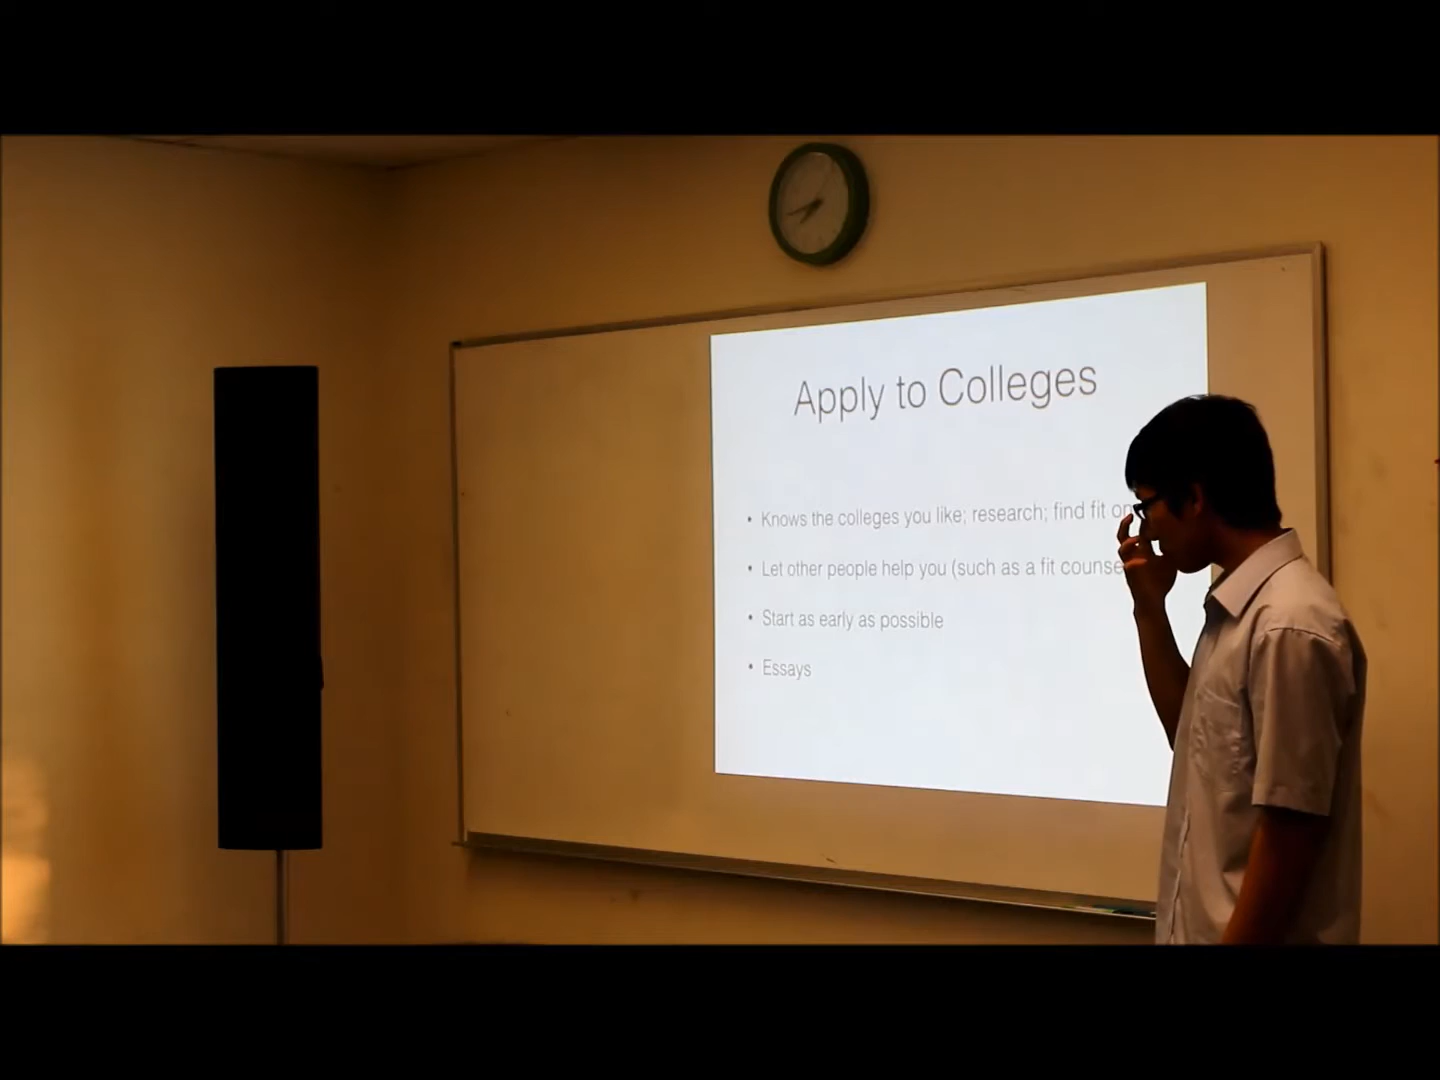 Apply to Colleges
• Knows the colleges you like; research; find fit
• Let other people help you (such as a fit
• Start as early as possible
• Essays